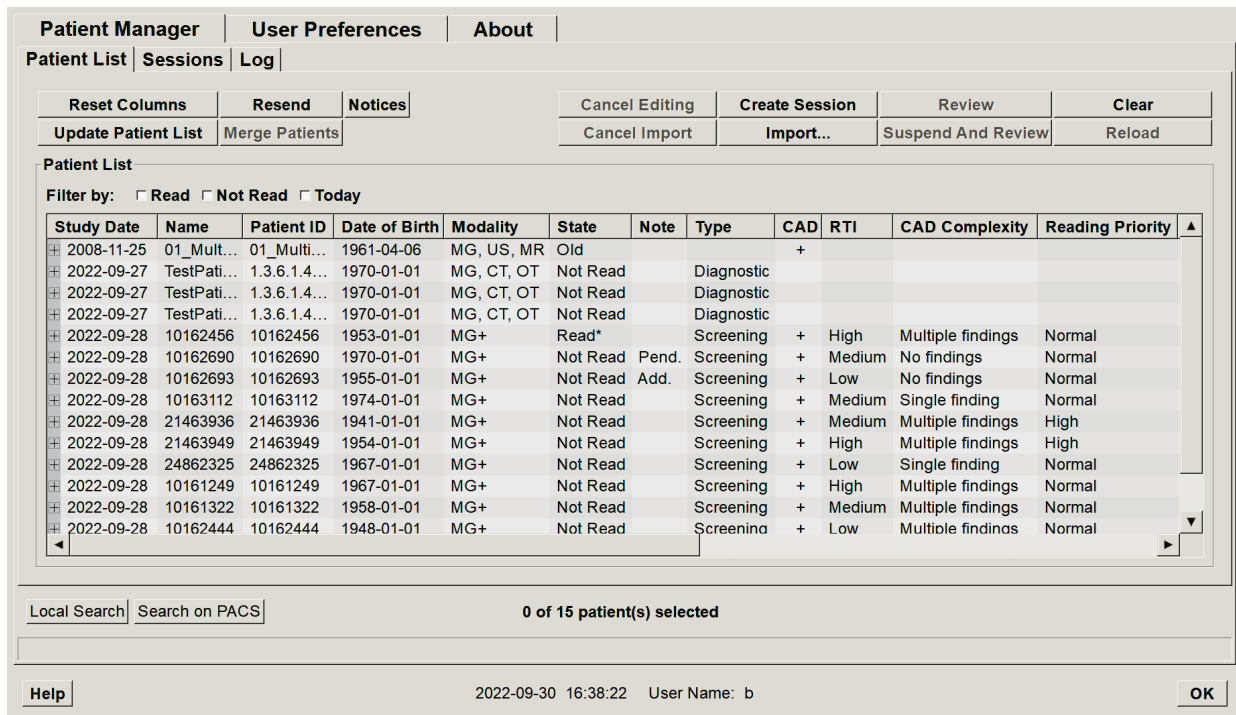 Patient Manager User Preferences About
Patient List Sessions Log
Reset Columns Resend Notices Cancel Editing Create Session Review Clear
Update Patient List Merge Patients Cancel Import Import... Suspend And Review Reload
Patient List
Filter by: Read Not Read Today
Study Date Name Patient ID Date of Birth Modality State Note Type CAD RTI CAD Complexity Reading Priority
2008-11-25 01_Mult... 01_Multi... 1961-04-06 MG, US, MR Old +
2022-09-27 TestPati... 1.3.6.1.4... 1970-01-01 MG, CT, OT Not Read Diagnostic
2022-09-27 TestPati... 1.3.6.1.4... 1970-01-01 MG, CT, OT Not Read Diagnostic
2022-09-27 TestPati... 1.3.6.1.4... 1970-01-01 MG, CT, OT Not Read Diagnostic
2022-09-28 10162456 10162456 1953-01-01 MG+ Read* Screening + High Multiple findings Normal
2022-09-28 10162690 10162690 1970-01-01 MG+ Not Read Pend. Screening + Medium No findings Normal
2022-09-28 10162693 10162693 1955-01-01 MG+ Not Read Add. Screening + Low No findings Normal
2022-09-28 10163112 10163112 1974-01-01 MG+ Not Read Screening + Medium Single finding Normal
2022-09-28 21463936 21463936 1941-01-01 MG+ Not Read Screening + Medium Multiple findings High
2022-09-28 21463949 21463949 1954-01-01 MG+ Not Read Screening + High Multiple findings High
2022-09-28 24862325 24862325 1967-01-01 MG+ Not Read Screening + Low Single finding Normal
2022-09-28 10161249 10161249 1967-01-01 MG+ Not Read Screening + High Multiple findings Normal
2022-09-28 10161322 10161322 1958-01-01 MG+ Not Read Screening + Medium Multiple findings Normal
2022-09-28 10162444 10162444 1948-01-01 MG+ Not Read Screening + Low Multiple findings Normal
Local Search Search on PACS 0 of 15 patient(s) selected
Help 2022-09-30 16:38:22 User Name: b OK